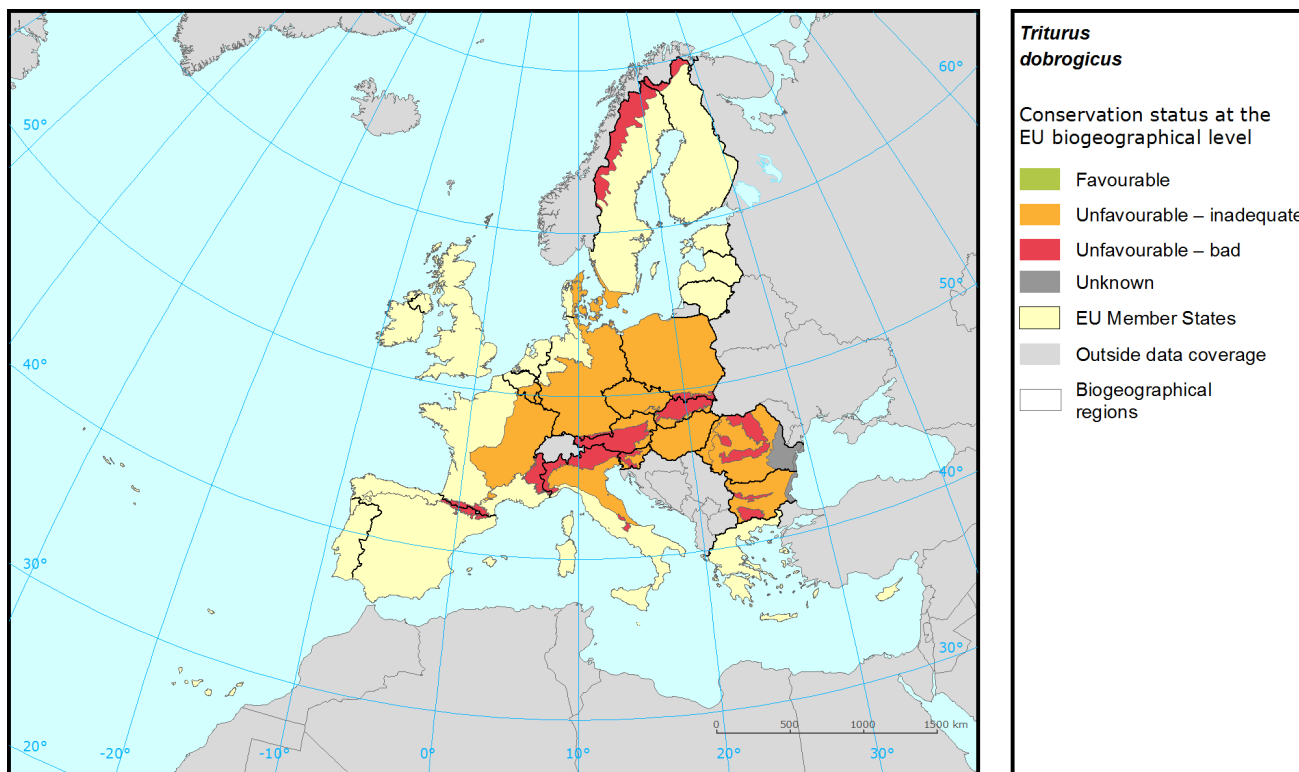 Triturus
dobrogicus
Conservation status at the
EU biogeographical level
Favourable
Unfavourable – inadequate
Unfavourable – bad
Unknown
EU Member States
Outside data coverage
Biogeographical
regions
60°
50°
50°
40°
40°
30°
30°
20°
-20°
-10°
0°
10°
20°
30°
0 500 1000 1500 km